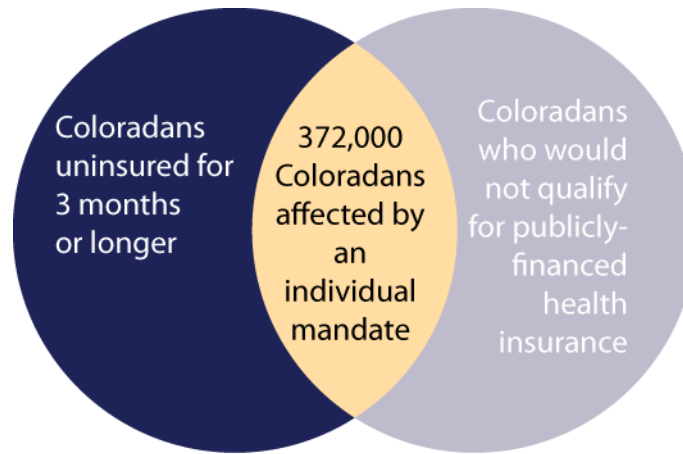 Coloradans
uninsured for
3 months
or longer
372,000
Coloradans
affected by
an
individual
mandate
Coloradans
who would
not qualify
for publicly-
financed
health
insurance